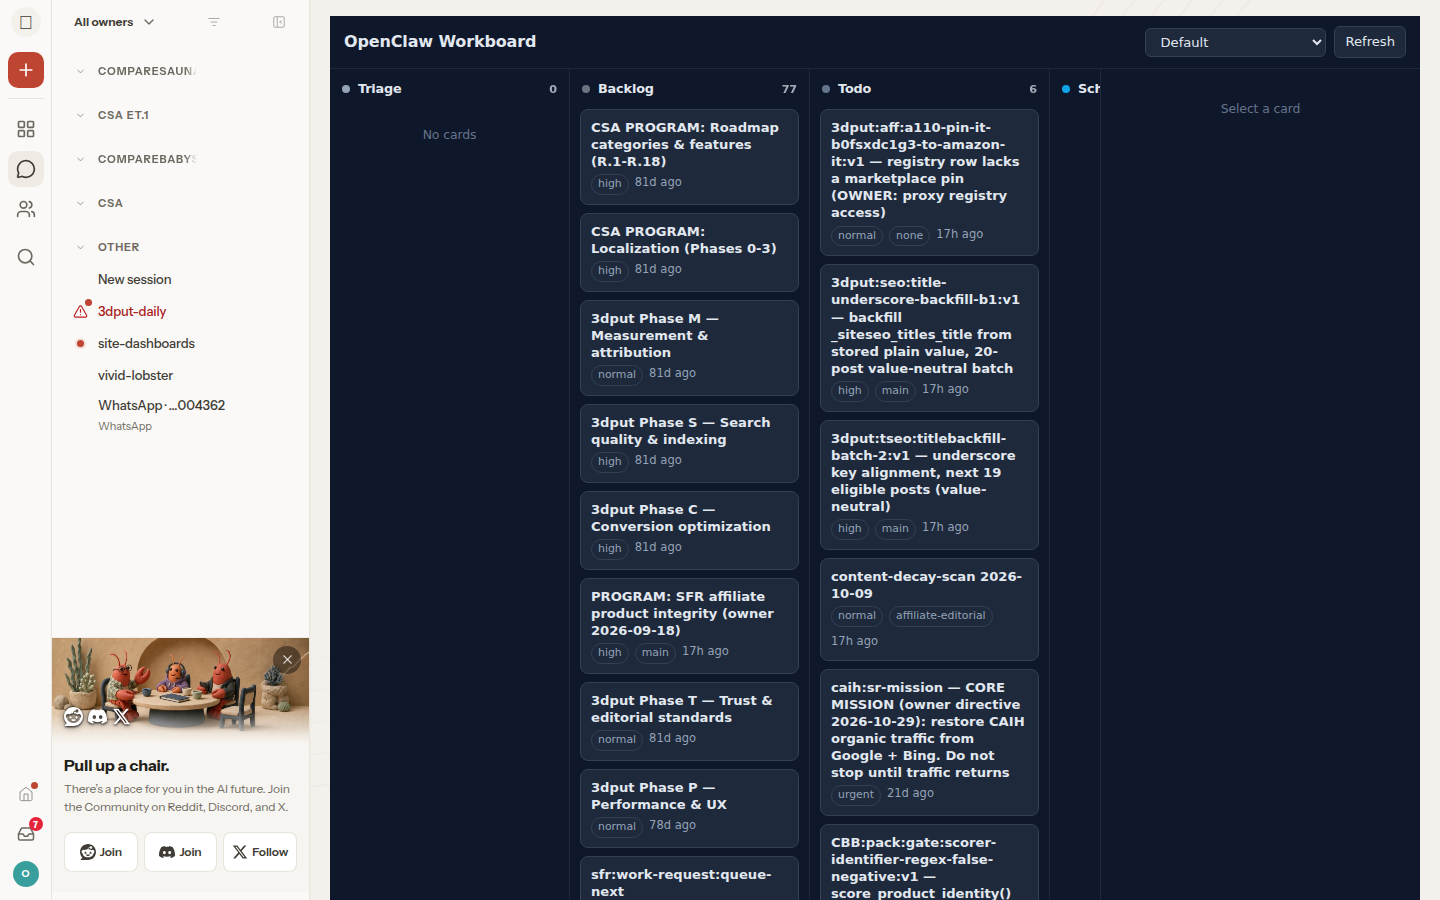 All owners
COMPARESAUN
CSA ET.1
COMPAREBABYS
CSA
OTHER
New session
3dput-daily
site-dashboards
vivid-lobster
WhatsApp · …004362
WhatsApp
Pull up a chair.
There's a place for you in the AI future. Join
the Community on Reddit, Discord, and X.
Join
Join
Follow
7
O
OpenClaw Workboard
Default
Refresh
Triage 0
No cards
Backlog 77
CSA PROGRAM: Roadmap
categories & features
(R.1-R.18)
high 81d ago
CSA PROGRAM:
Localization (Phases 0-3)
high 81d ago
3dput Phase M —
Measurement &
attribution
normal 81d ago
3dput Phase S — Search
quality & indexing
high 81d ago
3dput Phase C —
Conversion optimization
high 81d ago
PROGRAM: SFR affiliate
product integrity (owner
2026-09-18)
high main 17h ago
3dput Phase T — Trust &
editorial standards
normal 81d ago
3dput Phase P —
Performance & UX
normal 78d ago
sfr:work-request:queue-
next
Todo 6
3dput:aff:a110-pin-it-
b0fsxdc1g3-to-amazon-
it:v1 — registry row lacks
a marketplace pin
(OWNER: proxy registry
access)
normal none 17h ago
3dput:seo:title-
underscore-backfill-b1:v1
— backfill
_siteseo_titles_title from
stored plain value, 20-
post value-neutral batch
high main 17h ago
3dput:tseo:titlebackfill-
batch-2:v1 — underscore
key alignment, next 19
eligible posts (value-
neutral)
high main 17h ago
content-decay-scan 2026-
10-09
normal affiliate-editorial
17h ago
caih:sr-mission — CORE
MISSION (owner directive
2026-10-29): restore CAIH
organic traffic from
Google + Bing. Do not
stop until traffic returns
urgent 21d ago
CBB:pack:gate:scorer-
identifier-regex-false-
negative:v1 —
score_product_identity()
Sch
Select a card